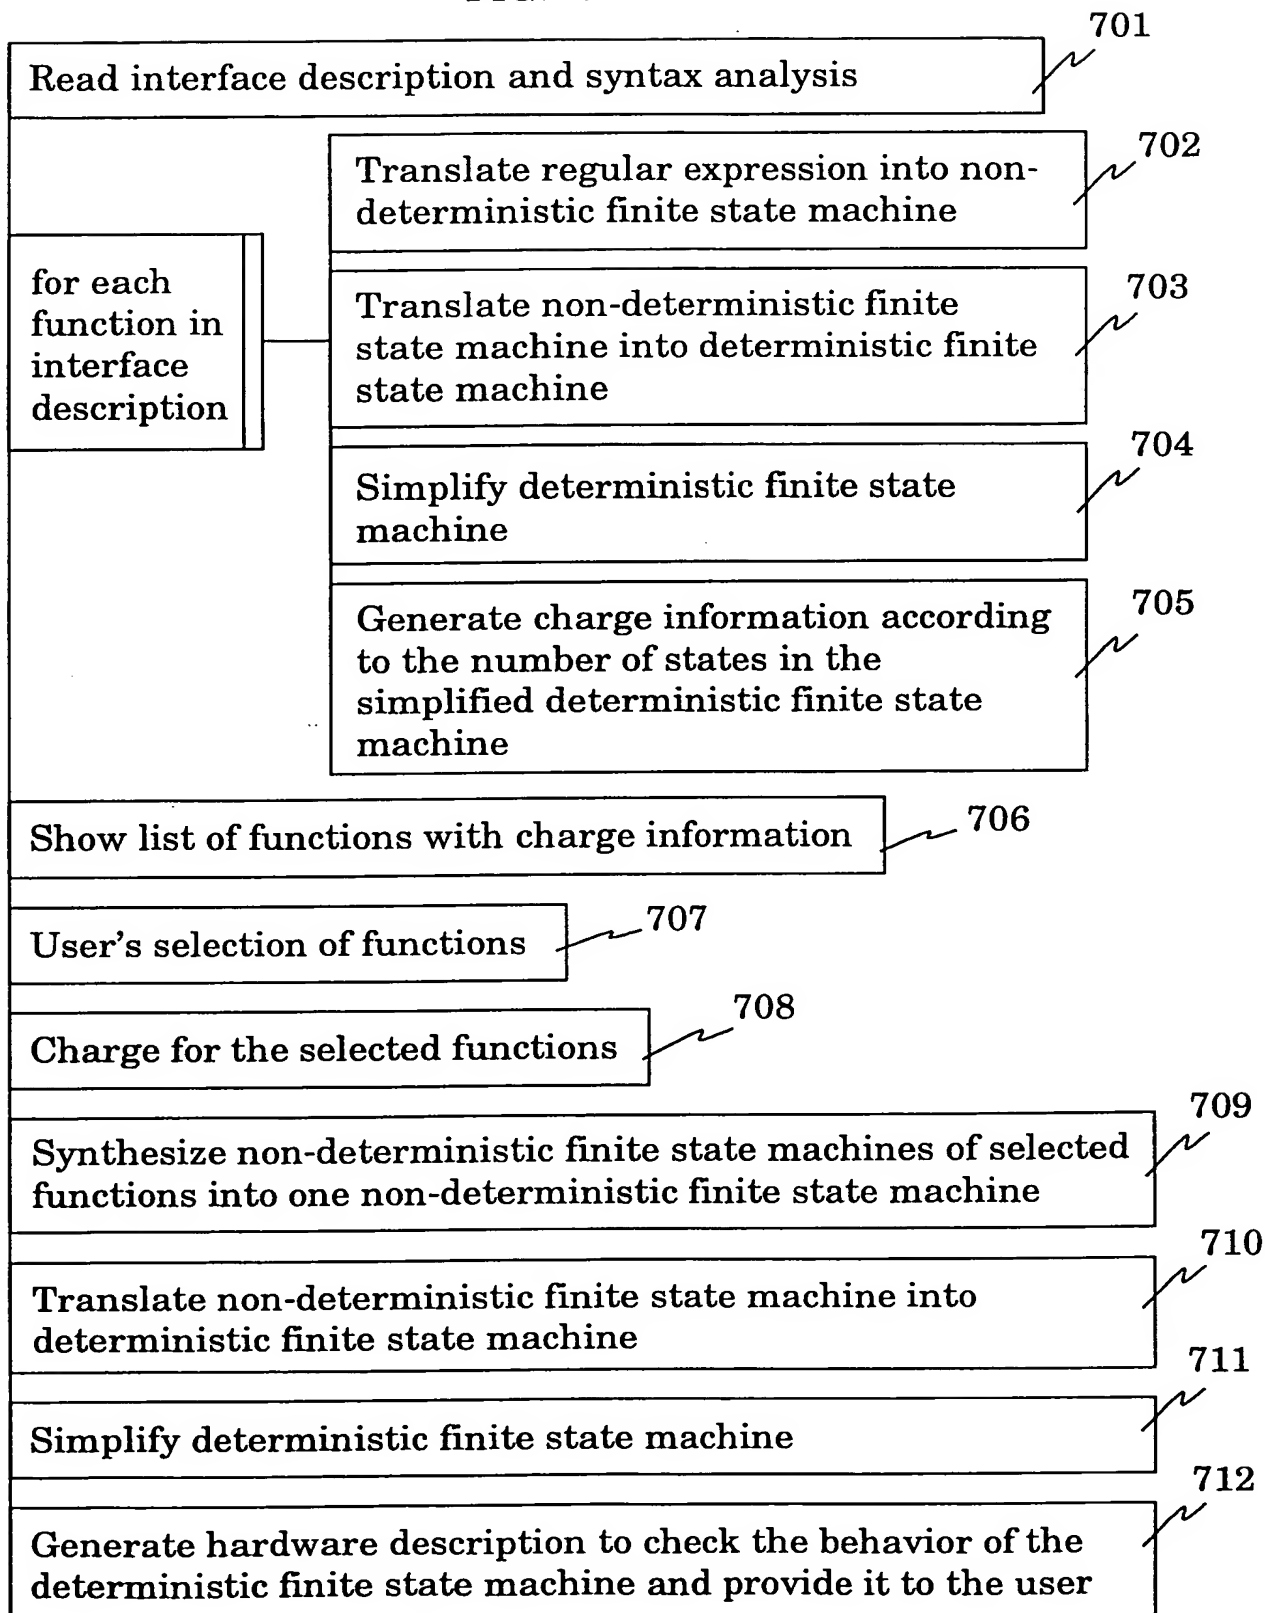 701
Read interface description and syntax analysis
702
Translate regular expression into non-
deterministic finite state machine
for each
function in
interface
description
703
Translate non-deterministic finite
state machine into deterministic finite
state machine
704
Simplify deterministic finite state
machine
705
Generate charge information according
to the number of states in the
simplified deterministic finite state
machine
706
Show list of functions with charge information
707
User's selection of functions
708
Charge for the selected functions
709
Synthesize non-deterministic finite state machines of selected
functions into one non-deterministic finite state machine
710
Translate non-deterministic finite state machine into
deterministic finite state machine
711
Simplify deterministic finite state machine
712
Generate hardware description to check the behavior of the
deterministic finite state machine and provide it to the user